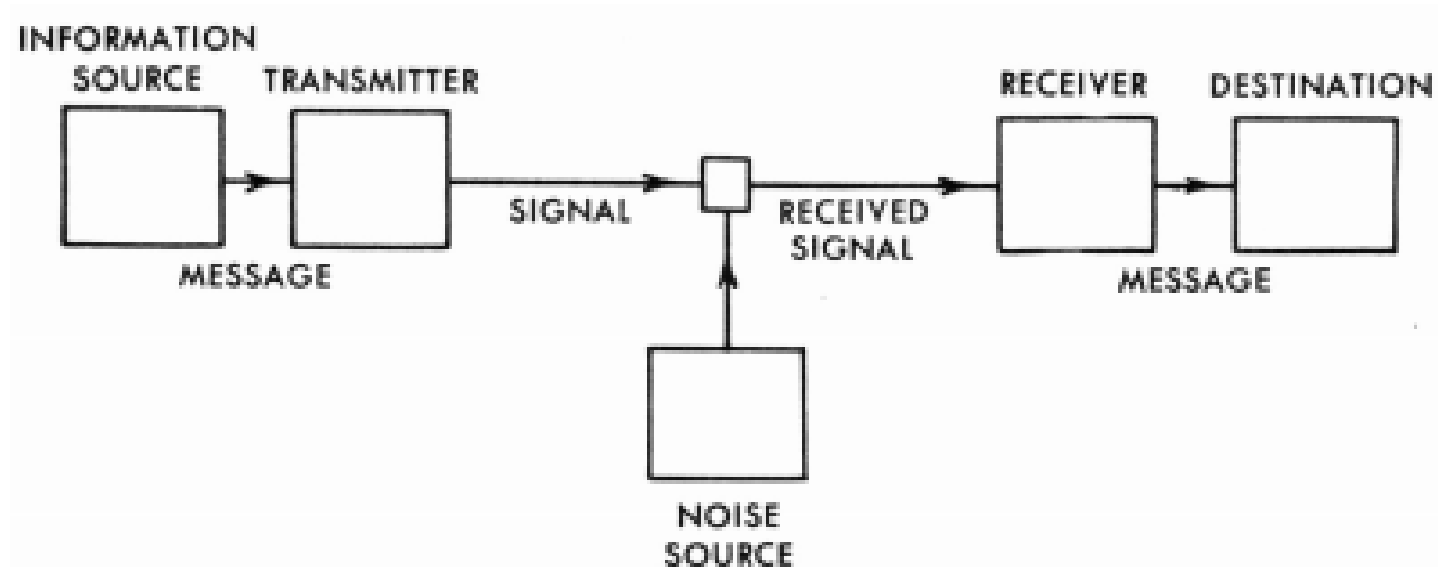 INFORMATION
SOURCE
TRANSMITTER
RECEIVER
DESTINATION
SIGNAL
RECEIVED
SIGNAL
MESSAGE
MESSAGE
NOISE
SOURCE